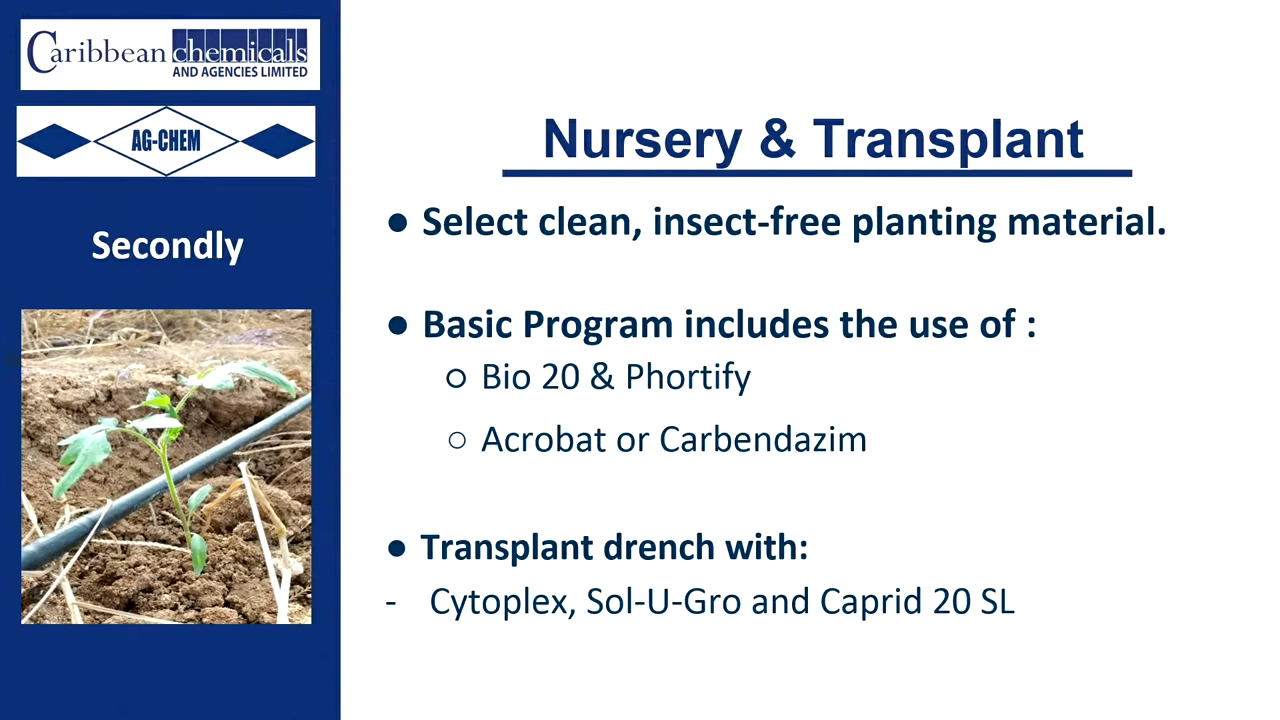 Caribbean chemicals
AND AGENCIES LIMITED
AG-CHEM
Secondly
Nursery & Transplant
● Select clean, insect-free planting material.
● Basic Program includes the use of :
○ Bio 20 & Phortify
○ Acrobat or Carbendazim
● Transplant drench with:
- Cytoplex, Sol-U-Gro and Caprid 20 SL